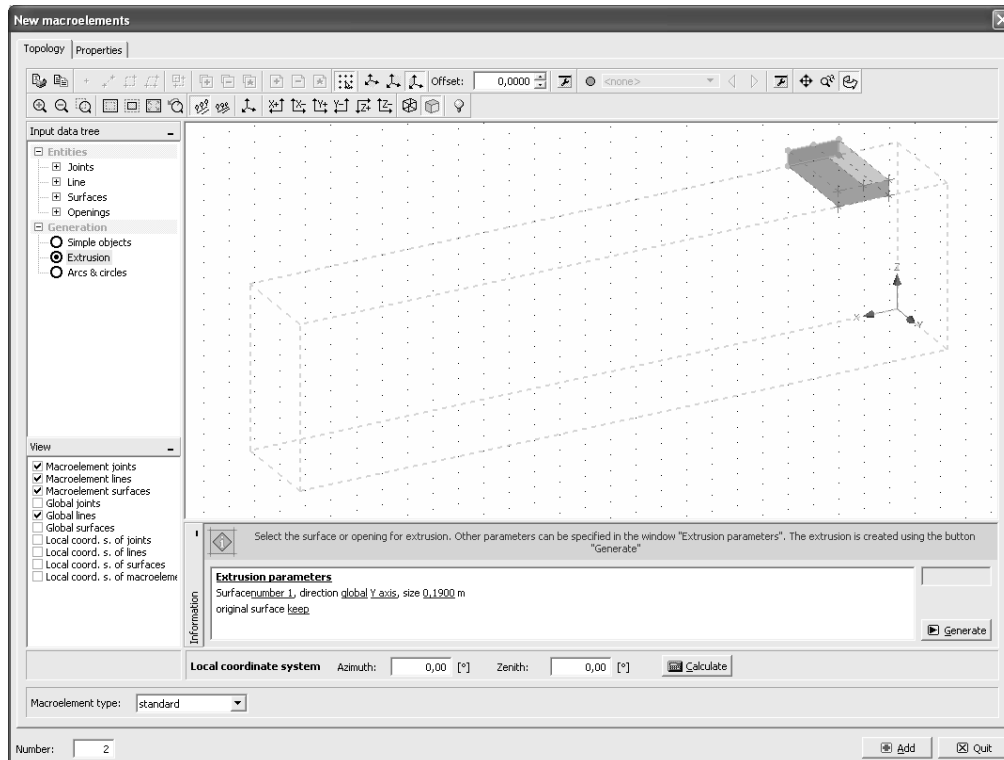 New macroelements
Topology Properties
Offset: 0,0000 <none>
X+ X- Y+ Y- Z+ Z-
Input data tree
Entities
Joints
Line
Surfaces
Openings
Generation
Simple objects
Extrusion
Arcs & circles
Z
X
Y
View
Macroelement joints
Macroelement lines
Macroelement surfaces
Global joints
Global lines
Global surfaces
Local coord. s. of joints
Local coord. s. of lines
Local coord. s. of surfaces
Local coord. s. of macroeleme
Information
Select the surface or opening for extrusion. Other parameters can be specified in the window "Extrusion parameters". The extrusion is created using the button
"Generate"
Extrusion parameters
Surfacenumber 1, direction global Y axis, size 0,1900 m
original surface keep
Generate
Local coordinate system Azimuth: 0,00 [°] Zenith: 0,00 [°] Calculate
Macroelement type: standard
Number: 2 Add Quit